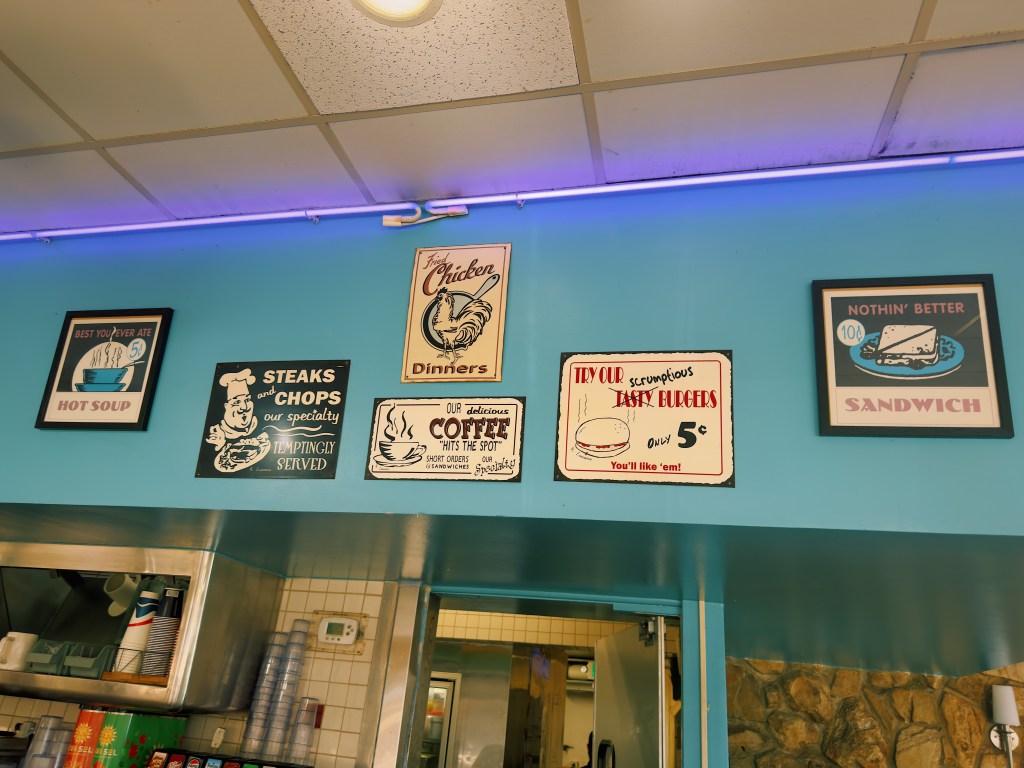 Fried
Chicken
Dinners
BEST YOU EVER ATE
5¢
HOT SOUP
STEAKS
and CHOPS
our specialty
TEMPTINGLY
SERVED
OUR delicious
COFFEE
"HITS THE SPOT"
SHORT ORDERS
& SANDWICHES
OUR
Specialty
TRY OUR scrumptious
TASTY BURGERS
ONLY 5¢
You'll like 'em!
NOTHIN' BETTER
10¢
SANDWICH